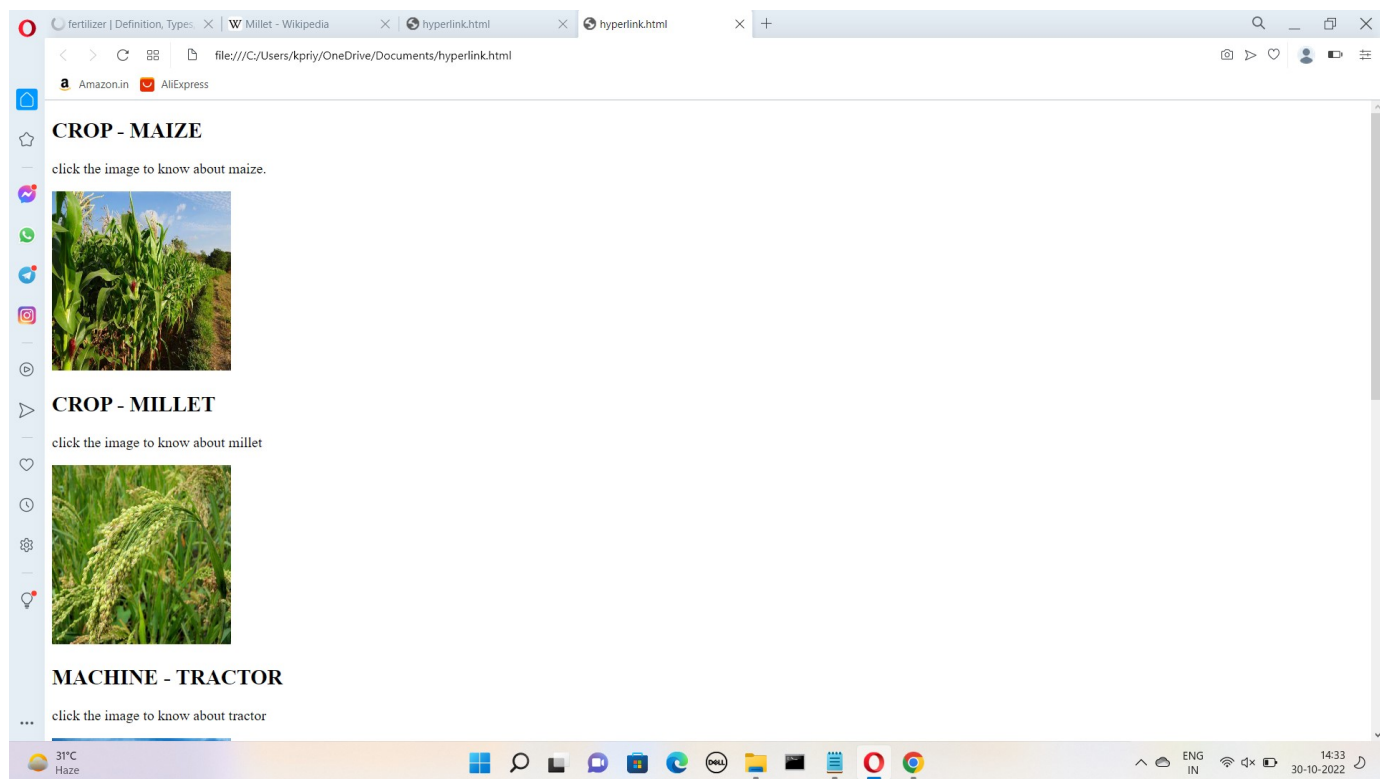 fertilizer | Definition, Types,
Millet - Wikipedia
hyperlink.html
hyperlink.html
file:///C:/Users/kpriy/OneDrive/Documents/hyperlink.html
Amazon.in
AliExpress
CROP - MAIZE
click the image to know about maize.
CROP - MILLET
click the image to know about millet
MACHINE - TRACTOR
click the image to know about tractor
31°C
Haze
DELL
ENG
IN
14:33
30-10-2022